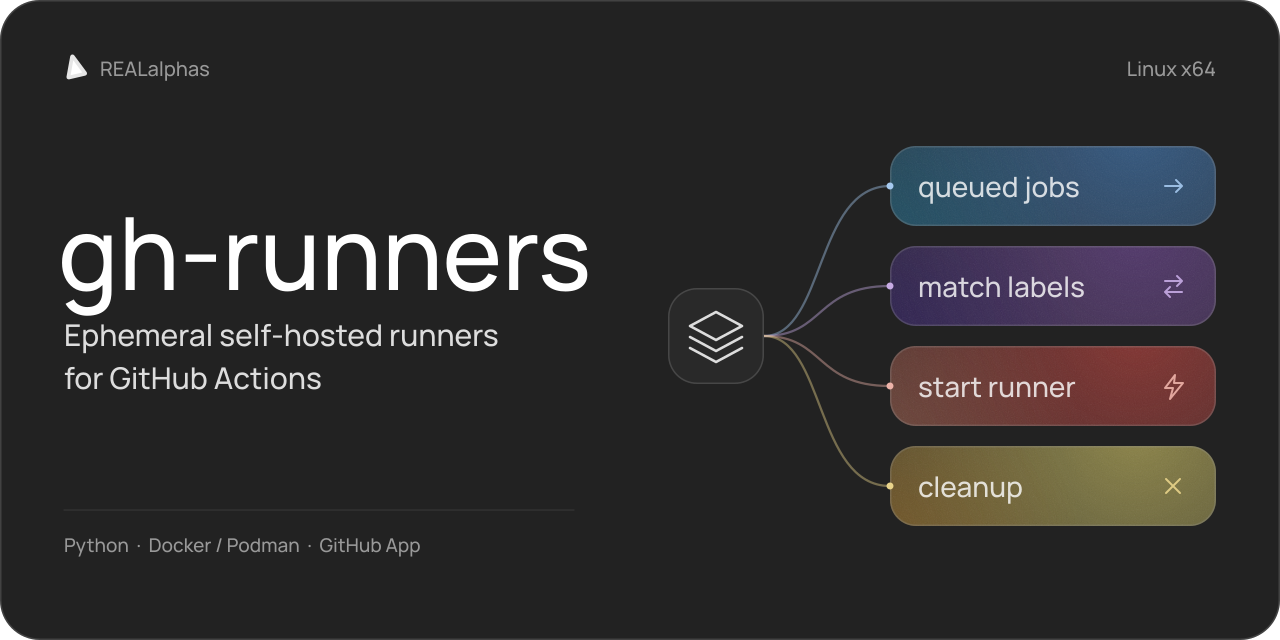 REALalphas
Linux x64
gh-runners
Ephemeral self-hosted runners
for GitHub Actions
queued jobs
match labels
start runner
cleanup
Python · Docker / Podman · GitHub App